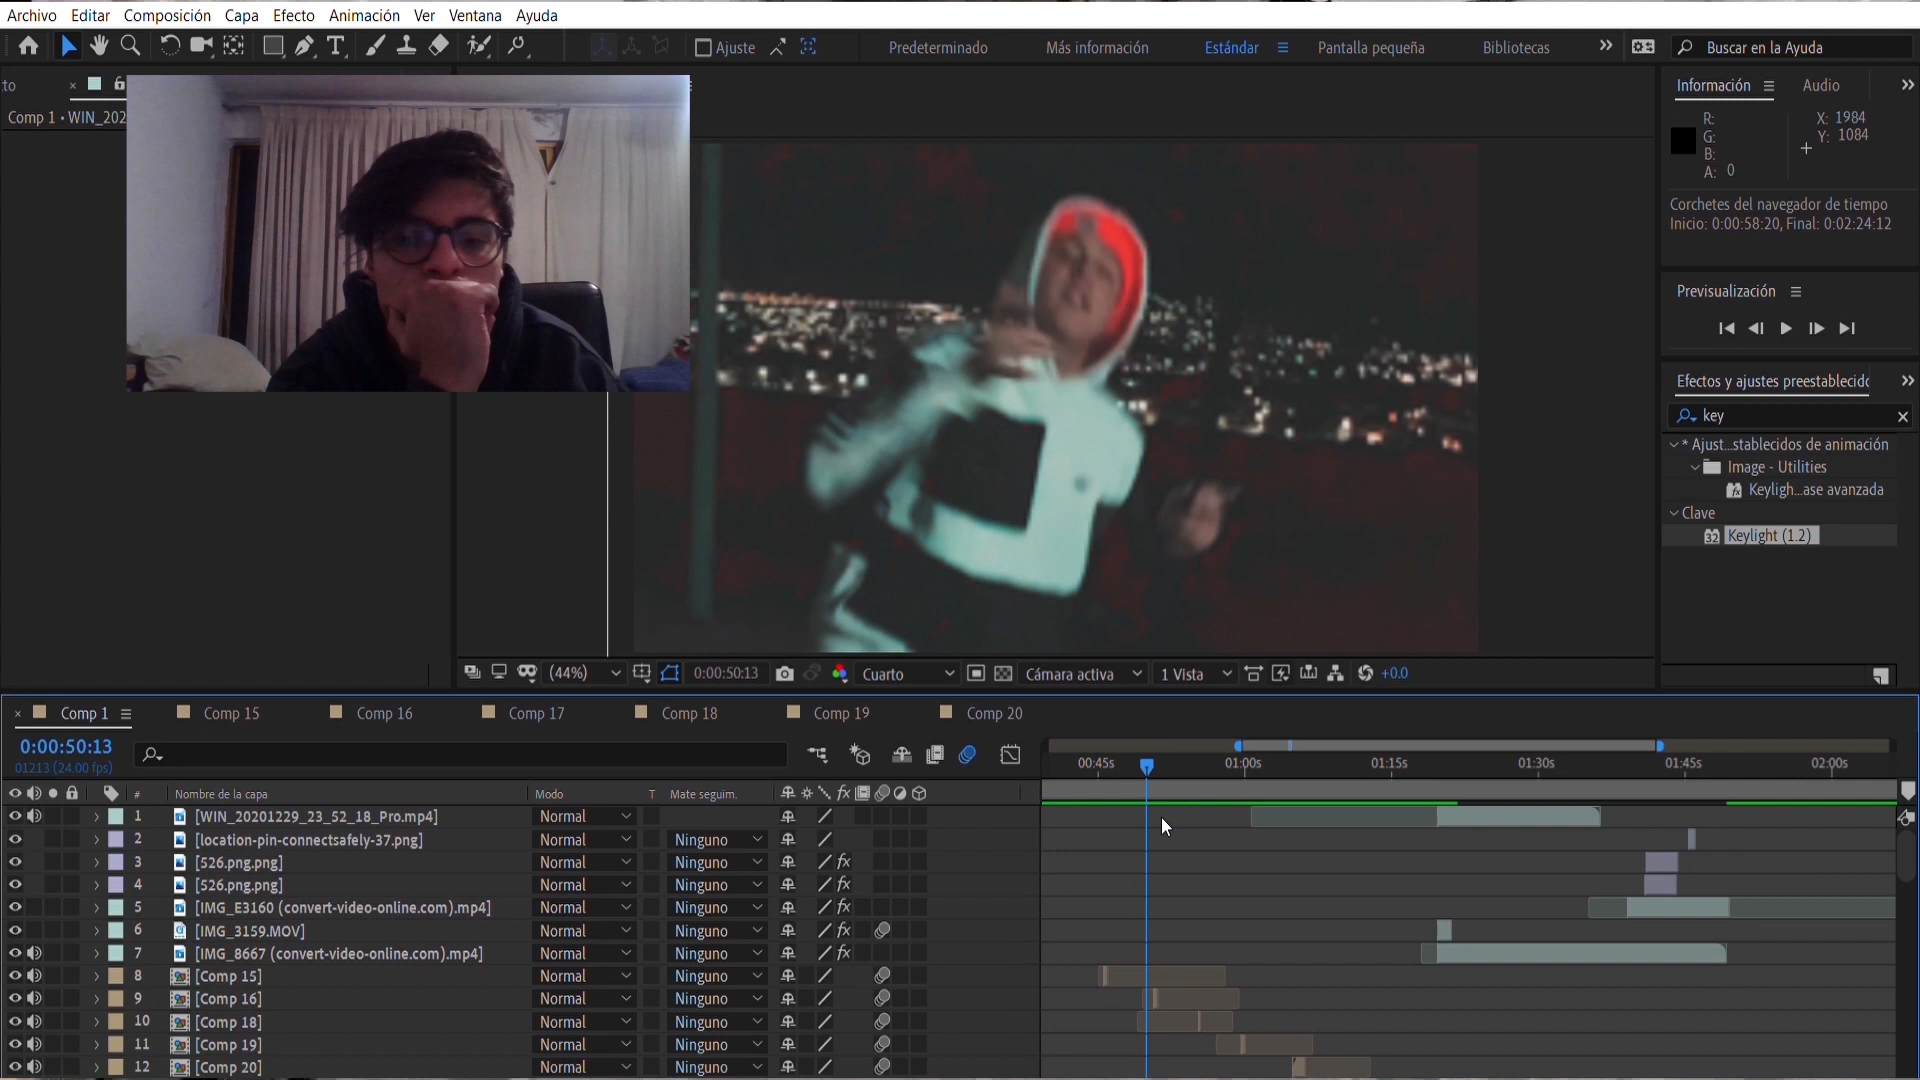 Archivo Editar Composición Capa Efecto Animación Ver Ventana Ayuda
Ajuste Predeterminado Más información Estándar Pantalla pequeña Bibliotecas Buscar en la Ayuda
to
Comp 1 • WIN_202
Información Audio
R: X: 1984
G: Y: 1084
B:
A: 0
Corchetes del navegador de tiempo
Inicio: 0:00:58:20, Final: 0:02:24:12
Previsualización
Efectos y ajustes preestablecido
key
* Ajust...stablecidos de animación
Image - Utilities
Keyligh...ase avanzada
Clave
32 Keylight (1.2)
(44%) 0:00:50:13 Cuarto Cámara activa 1 Vista +0.0
Comp 1 Comp 15 Comp 16 Comp 17 Comp 18 Comp 19 Comp 20
0:00:50:13
01213 (24.00 fps)
00:45s 01:00s 01:15s 01:30s 01:45s 02:00s
# Nombre de la capa Modo T Mate seguim. fx
1 [WIN_20201229_23_52_18_Pro.mp4] Normal
2 [location-pin-connectsafely-37.png] Normal Ninguno
3 [526.png.png] Normal Ninguno fx
4 [526.png.png] Normal Ninguno fx
5 [IMG_E3160 (convert-video-online.com).mp4] Normal Ninguno fx
6 [IMG_3159.MOV] Normal Ninguno
7 [IMG_8667 (convert-video-online.com).mp4] Normal Ninguno fx
8 [Comp 15] Normal Ninguno
9 [Comp 16] Normal Ninguno
10 [Comp 18] Normal Ninguno
11 [Comp 19] Normal Ninguno
12 [Comp 20] Normal Ninguno